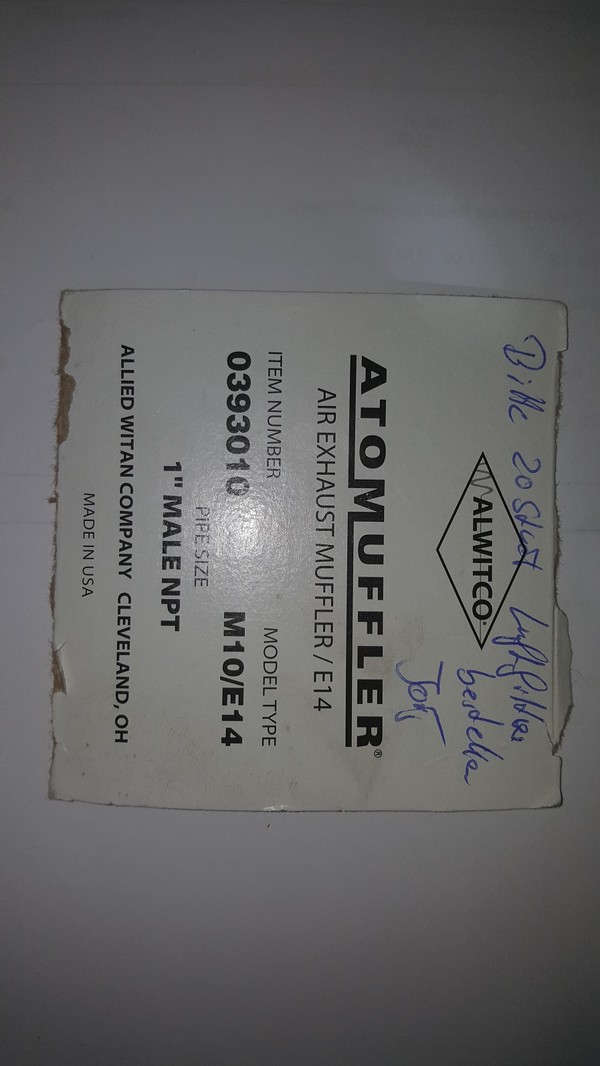 Bitte 20 Stück Luftfilter
bestellen
ALWITCO
ATOMUFFLER®
AIR EXHAUST MUFFLER / E14
ITEM NUMBER MODEL TYPE
0393010 M10/E14
PIPE SIZE
1" MALE NPT
ALLIED WITAN COMPANY CLEVELAND, OH
MADE IN USA